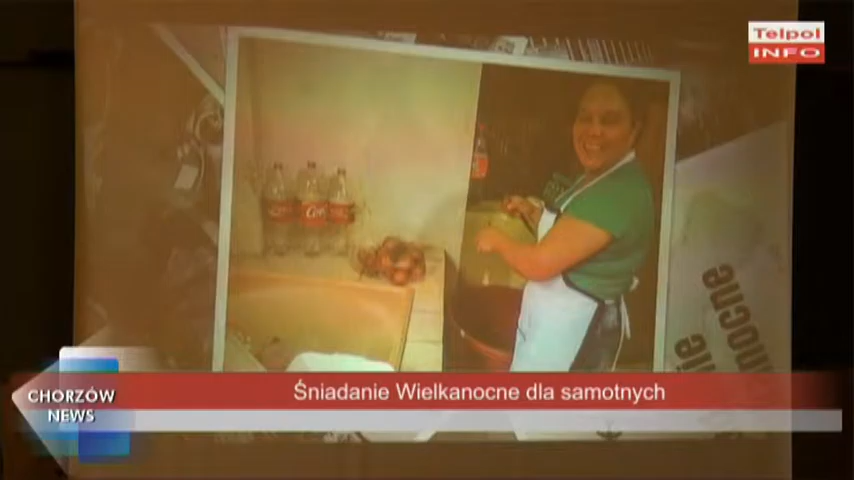 Telpol
INFO
Śniadanie Wielkanocne dla samotnych
CHORZÓW
NEWS